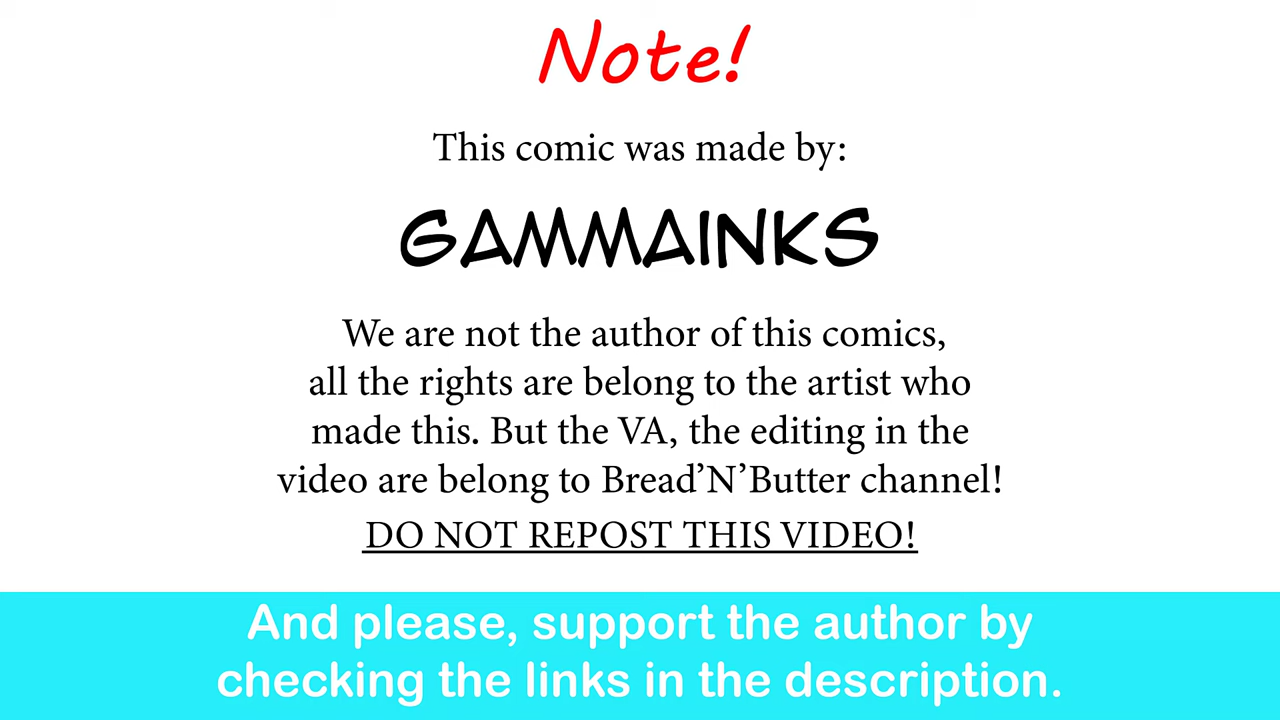 Note!
This comic was made by:
GAMMAINKS
We are not the author of this comics,
all the rights are belong to the artist who
made this. But the VA, the editing in the
video are belong to Bread’N’Butter channel!
DO NOT REPOST THIS VIDEO!
And please, support the author by
checking the links in the description.